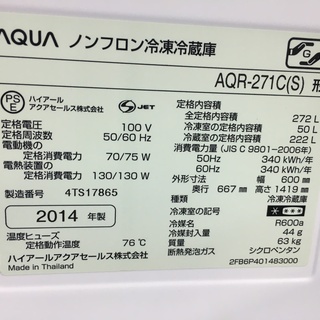 AQUA ノンフロン冷凍冷蔵庫
AQR-271C(S) 形
PS E
ハイアール アクアセールス株式会社
S JET
定格電圧 100 V
定格周波数 50/60 Hz
電動機の
定格消費電力 70/75 W
電熱装置の
定格消費電力 130/130 W
製造番号 4TS17865
2014 年製
温度ヒューズ
定格動作温度 76℃
ハイアールアクアセールス株式会社
Made in Thailand
定格内容積
全定格内容積 272 L
冷凍室の定格内容積 50 L
冷蔵室の定格内容積 222 L
消費電力量 (JIS C 9801-2006年)
50Hz 340 kWh/年
60Hz 340 kWh/年
外形寸法 幅 600 mm
奥行 667 mm 高さ 1419 mm
種類 冷凍冷蔵庫
冷凍室の記号 ****
冷媒 R600a
冷媒封入量 44 g
質量 63 kg
断熱発泡ガス シクロペンタン
2FB6P401483000